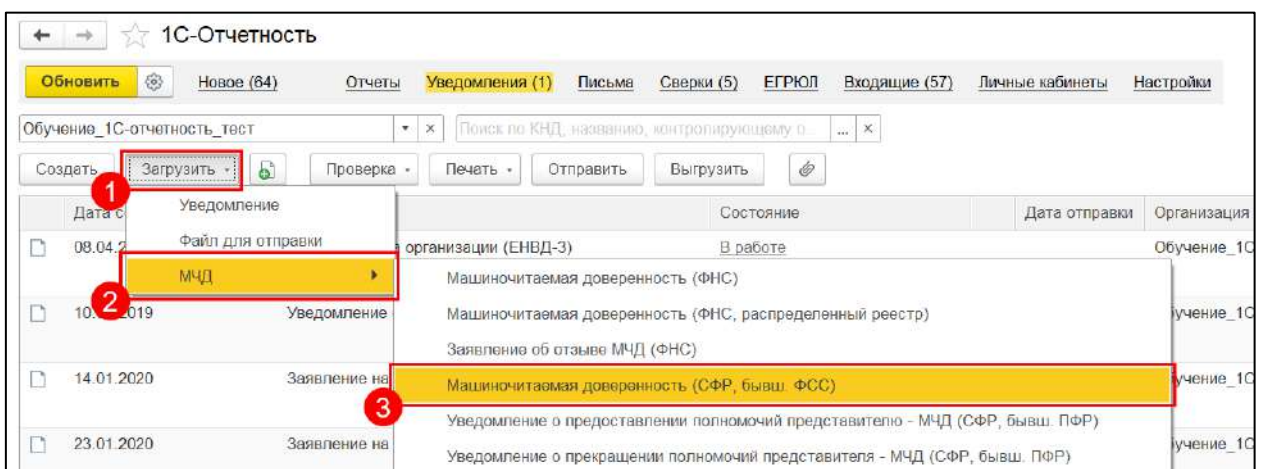 1С-Отчетность
Обновить Новое (64) Отчеты Уведомления (1) Письма Сверки (5) ЕГРЮЛ Входящие (57) Личные кабинеты Настройки
Обучение_1С-отчетность_тест Поиск по КНД, названию, контролирующему о...
Создать Загрузить Проверка Печать Отправить Выгрузить
1
Дата с Состояние Дата отправки Организация
Уведомление
Файл для отправки
08.04.2 организации (ЕНВД-3) В работе Обучение_1С
МЧД
2
Машиночитаемая доверенность (ФНС)
10. 2019 Уведомление Машиночитаемая доверенность (ФНС, распределенный реестр) учение_1С
Заявление об отзыве МЧД (ФНС)
14.01.2020 Заявление на Машиночитаемая доверенность (СФР, бывш. ФСС) учение_1С
3
Уведомление о предоставлении полномочий представителю - МЧД (СФР, бывш. ПФР)
23.01.2020 Заявление на Уведомление о прекращении полномочий представителя - МЧД (СФР, бывш. ПФР) учение_1С